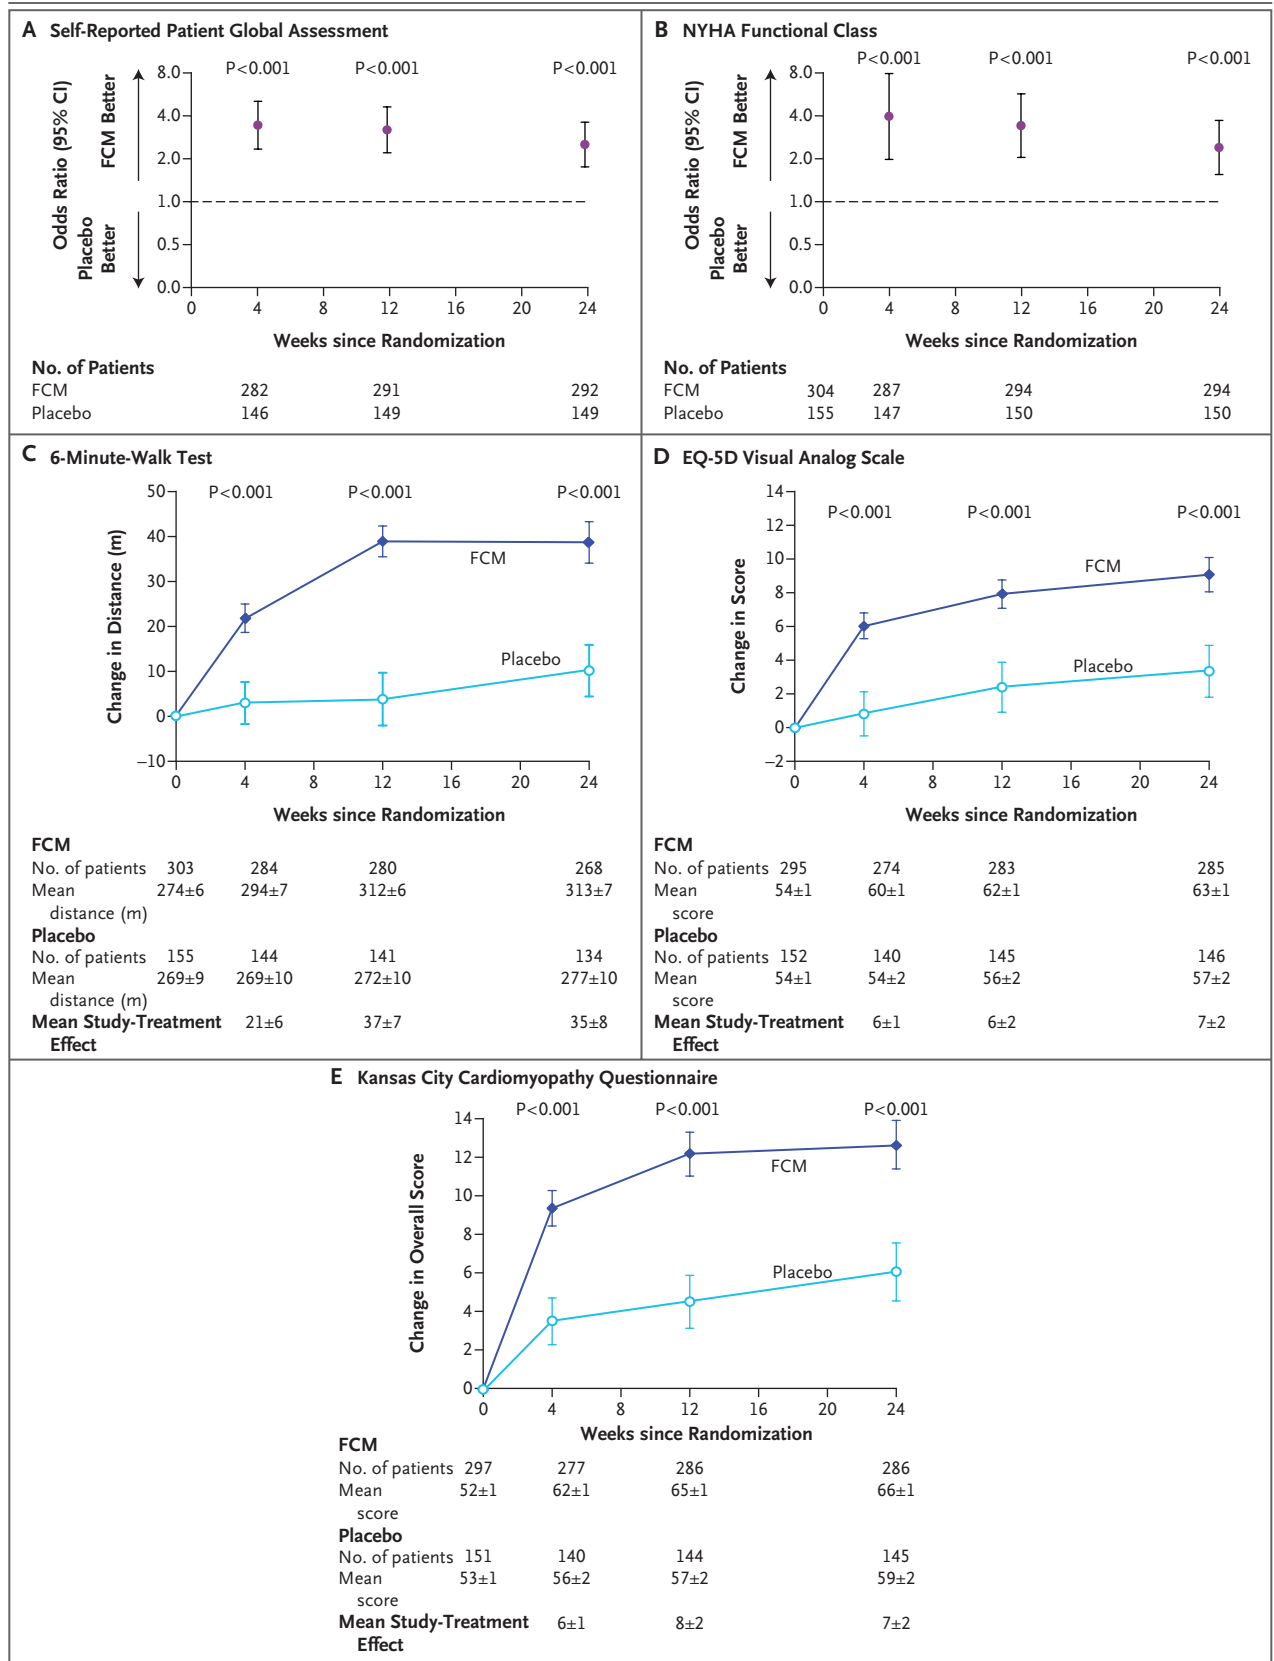 A Self-Reported Patient Global Assessment
P<0.001 P<0.001 P<0.001
Odds Ratio (95% CI)
FCM Better
Placebo
Better
8.0
4.0
2.0
1.0
0.5
0.0
0 4 8 12 16 20 24
Weeks since Randomization
No. of Patients
FCM 282 291 292
Placebo 146 149 149
B NYHA Functional Class
P<0.001 P<0.001 P<0.001
Odds Ratio (95% CI)
FCM Better
Placebo
Better
8.0
4.0
2.0
1.0
0.5
0.0
0 4 8 12 16 20 24
Weeks since Randomization
No. of Patients
FCM 304 287 294 294
Placebo 155 147 150 150
C 6-Minute-Walk Test
P<0.001 P<0.001 P<0.001
Change in Distance (m)
50
40
30
20
10
0
–10
FCM
Placebo
0 4 8 12 16 20 24
Weeks since Randomization
FCM
No. of patients 303 284 280 268
Mean 274±6 294±7 312±6 313±7
distance (m)
Placebo
No. of patients 155 144 141 134
Mean 269±9 269±10 272±10 277±10
distance (m)
Mean Study-Treatment 21±6 37±7 35±8
Effect
D EQ-5D Visual Analog Scale
P<0.001 P<0.001 P<0.001
Change in Score
14
12
10
8
6
4
2
0
–2
FCM
Placebo
0 4 8 12 16 20 24
Weeks since Randomization
FCM
No. of patients 295 274 283 285
Mean 54±1 60±1 62±1 63±1
score
Placebo
No. of patients 152 140 145 146
Mean 54±1 54±2 56±2 57±2
score
Mean Study-Treatment 6±1 6±2 7±2
Effect
E Kansas City Cardiomyopathy Questionnaire
P<0.001 P<0.001 P<0.001
Change in Overall Score
14
12
10
8
6
4
2
0
FCM
Placebo
0 4 8 12 16 20 24
Weeks since Randomization
FCM
No. of patients 297 277 286 286
Mean 52±1 62±1 65±1 66±1
score
Placebo
No. of patients 151 140 144 145
Mean 53±1 56±2 57±2 59±2
score
Mean Study-Treatment 6±1 8±2 7±2
Effect